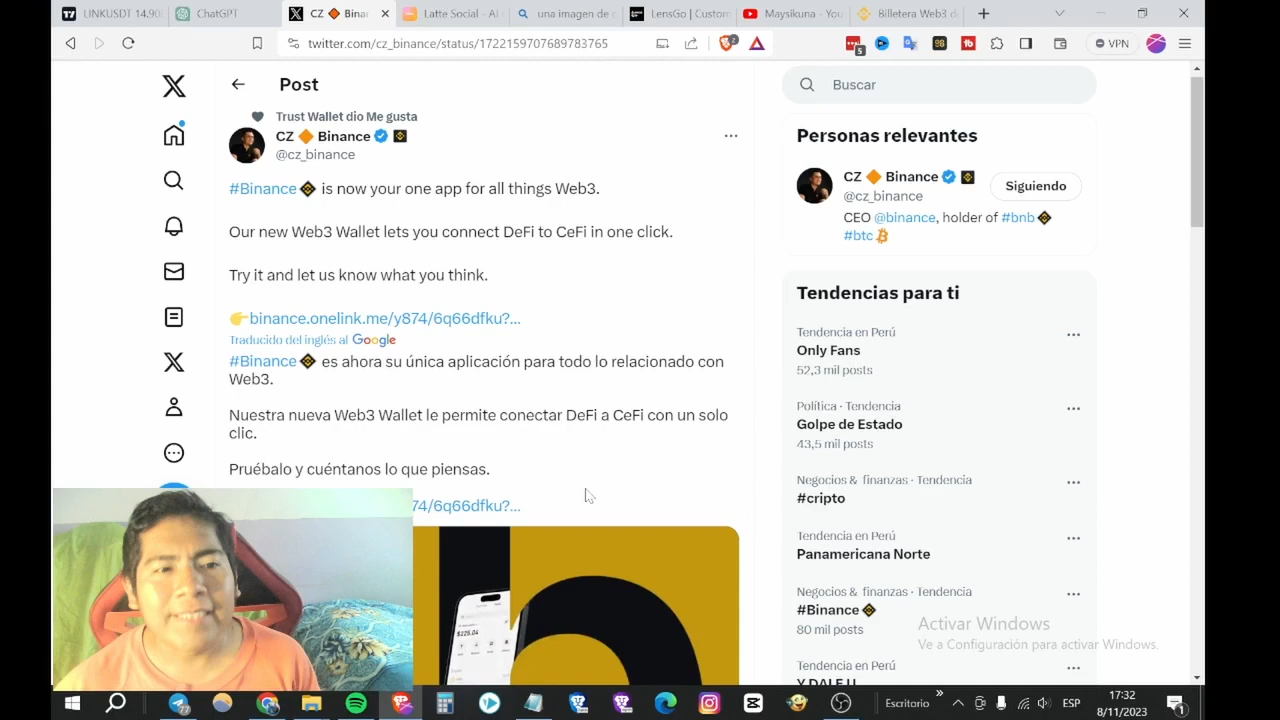 LINKUSDT 14.90
ChatGPT
CZ 🔶 Bina
Latte Social - AI
una imagen de
LensGo | Custom
Maysikuna - You
Billetera Web3 d
twitter.com/cz_binance/status/1722159707689783765
2
5
VPN
Post
Buscar
Trust Wallet dio Me gusta
CZ 🔶 Binance
@cz_binance
#Binance is now your one app for all things Web3.
Our new Web3 Wallet lets you connect DeFi to CeFi in one click.
Try it and let us know what you think.
👉binance.onelink.me/y874/6q66dfku?...
Traducido del inglés al Google
#Binance es ahora su única aplicación para todo lo relacionado con
Web3.
Nuestra nueva Web3 Wallet le permite conectar DeFi a CeFi con un solo
clic.
Pruébalo y cuéntanos lo que piensas.
74/6q66dfku?...
$225.04
Personas relevantes
CZ 🔶 Binance
Siguiendo
@cz_binance
CEO @binance, holder of #bnb
#btc
Tendencias para ti
Tendencia en Perú
Only Fans
52,3 mil posts
Política · Tendencia
Golpe de Estado
43,5 mil posts
Negocios & finanzas · Tendencia
#cripto
Tendencia en Perú
Panamericana Norte
Negocios & finanzas · Tendencia
#Binance
80 mil posts
Tendencia en Perú
Y DALE U
Activar Windows
Ve a Configuración para activar Windows.
Escritorio
ESP
17:32
8/11/2023
1